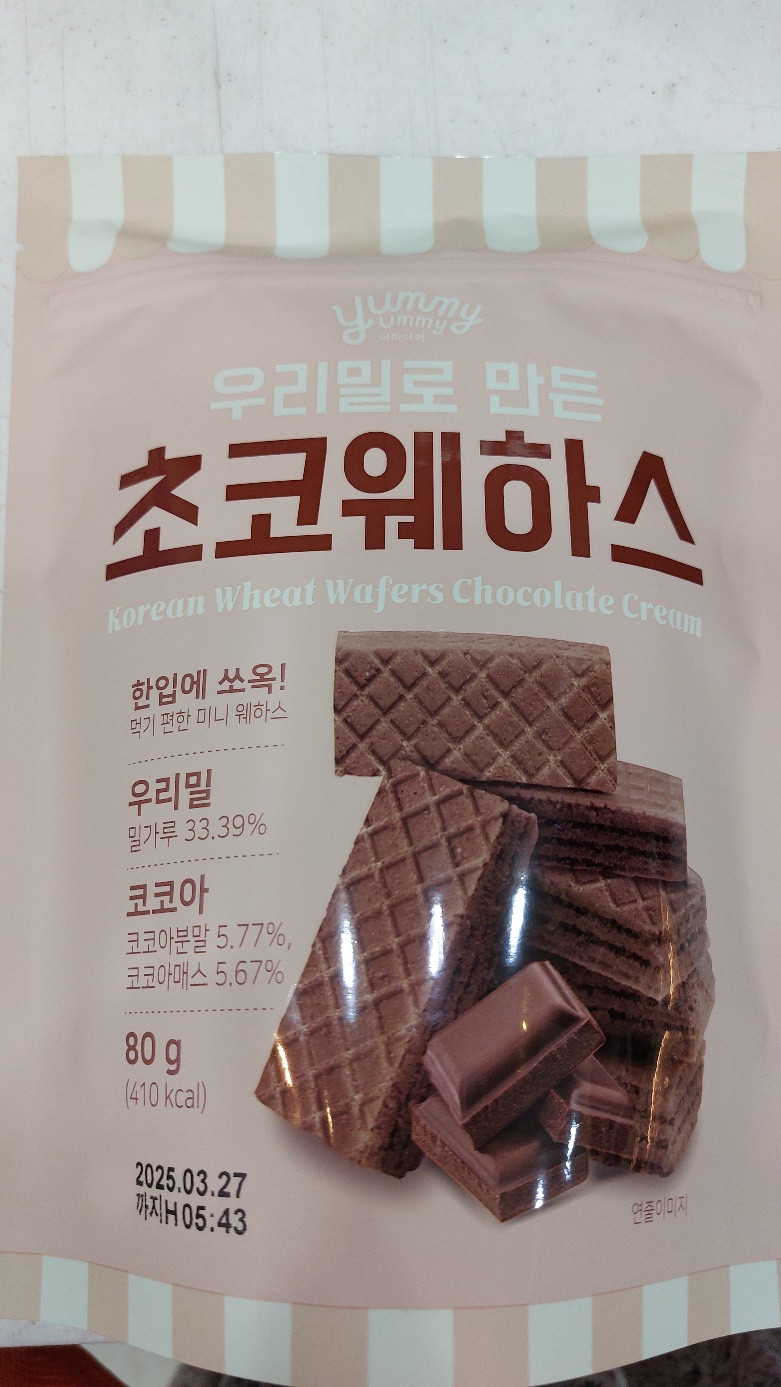 yummy
ummy
야미야미
우리밀로 만든
초코웨하스
Korean Wheat Wafers Chocolate Cream
한입에 쏘옥!
먹기 편한 미니 웨하스
우리밀
밀가루 33.39%
코코아
코코아분말 5.77%,
코코아매스 5.67%
80 g
(410 kcal)
2025.03.27
까지H05:43
연출이미지